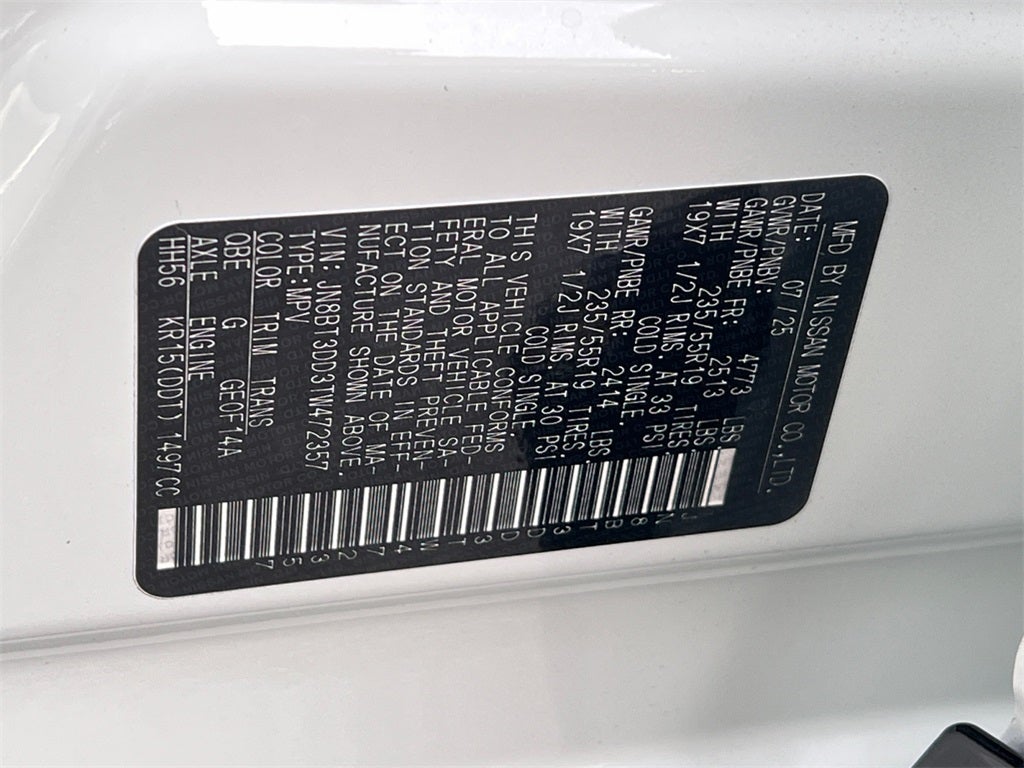 MFD. BY NISSAN MOTOR CO.,LTD.
DATE: 07/25
GVWR/PNBV: 4773 LBS
GAWR/PNBE FR: 2513 LBS.
WITH 235/55R19 TIRES.
19X7 1/2J RIMS. AT 33 PSI
COLD SINGLE.
GAWR/PNBE RR: 2414 LBS
WITH 235/55R19 TIRES:
19X7 1/2J RIMS. AT 30 PSI
COLD SINGLE.
THIS VEHICLE CONFORMS
TO ALL APPLICABLE FED-
ERAL MOTOR VEHICLE SA-
FETY AND THEFT PREVEN-
TION STANDARDS IN EFF-
ECT ON THE DATE OF MA-
NUFACTURE SHOWN ABOVE.
VIN: JN8BT3DD3TW472357
TYPE:MPV
COLOR TRIM TRANS
QBE G GE0F14A
AXLE ENGINE
HH56 KR15(DDT) 1497CC
JN8BT3DD3TW472357